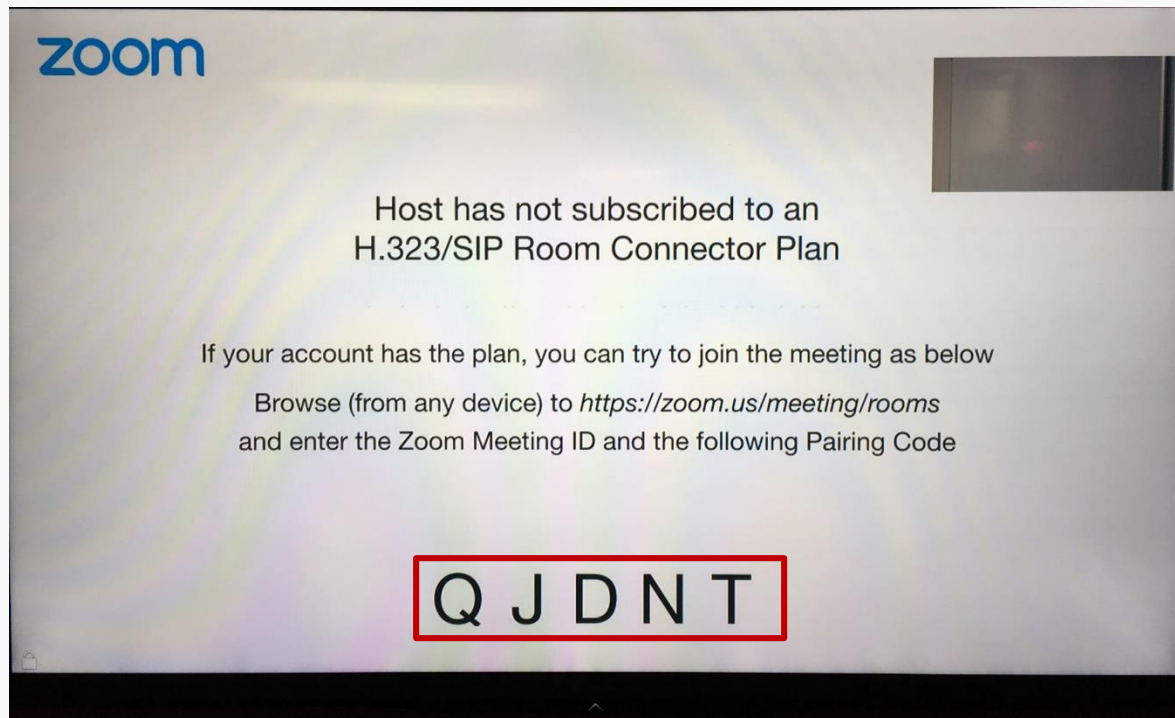 zoom
Host has not subscribed to an
H.323/SIP Room Connector Plan
If your account has the plan, you can try to join the meeting as below
Browse (from any device) to https://zoom.us/meeting/rooms
and enter the Zoom Meeting ID and the following Pairing Code
Q J D N T